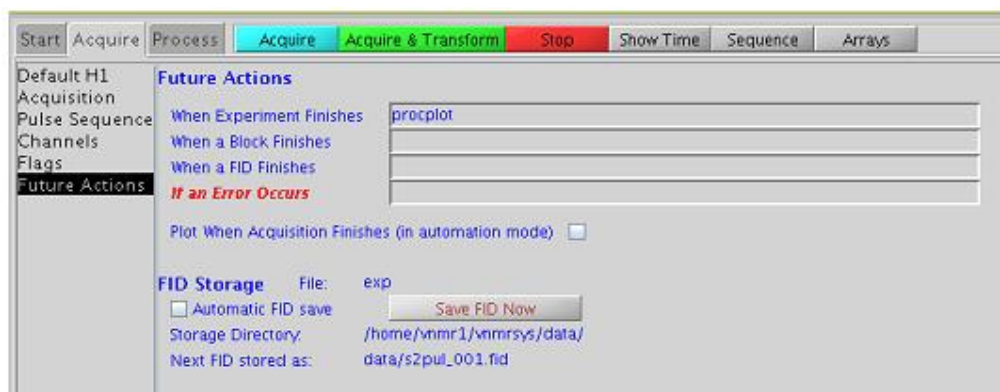 Start Acquire Process Acquire Acquire & Transform Stop Show Time Sequence Arrays
Default H1
Acquisition
Pulse Sequence
Channels
Flags
Future Actions
Future Actions
When Experiment Finishes procplot
When a Block Finishes
When a FID Finishes
If an Error Occurs
Plot When Acquisition Finishes (in automation mode)
FID Storage File: exp
Automatic FID save Save FID Now
Storage Directory: /home/vnmr1/vnmrsys/data/
Next FID stored as: data/s2pul_001.fid